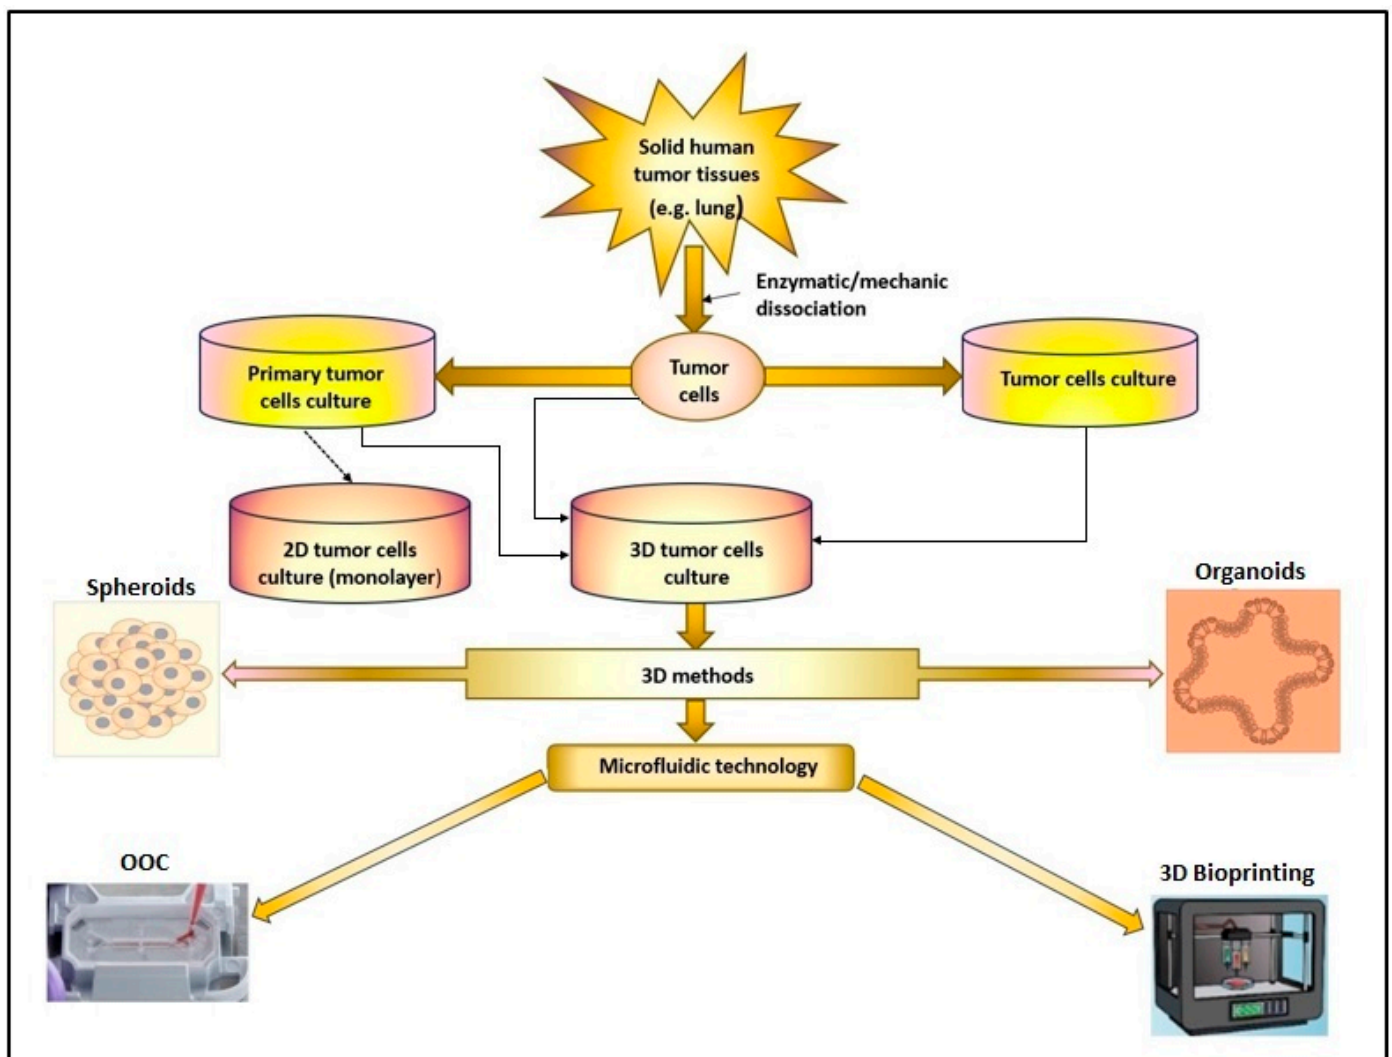 Solid human
tumor tissues
(e.g. lung)
Enzymatic/mechanic
dissociation
Primary tumor
cells culture
Tumor
cells
Tumor cells culture
2D tumor cells
culture (monolayer)
3D tumor cells
culture
Spheroids
Organoids
3D methods
Microfluidic technology
OOC
3D Bioprinting